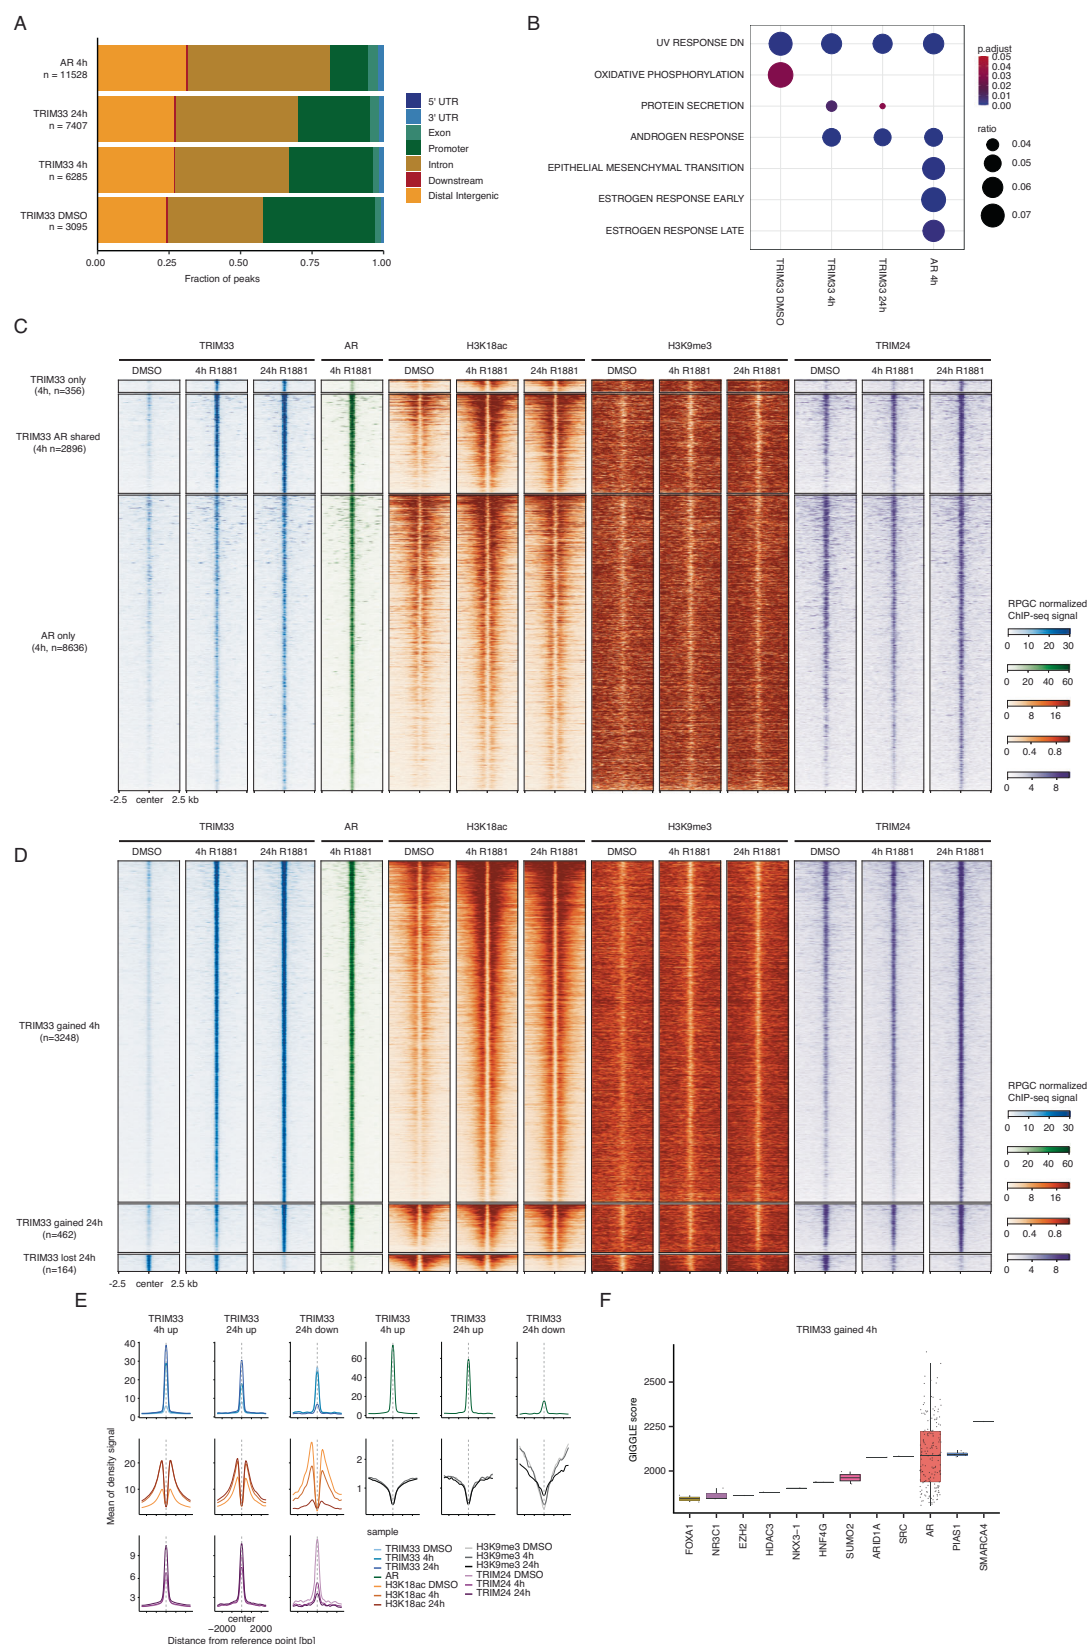 A
AR 4h
n = 11528
TRIM33 24h
n = 7407
TRIM33 4h
n = 6285
TRIM33 DMSO
n = 3095
0.00 0.25 0.50 0.75 1.00
Fraction of peaks
5' UTR
3' UTR
Exon
Promoter
Intron
Downstream
Distal Intergenic
B
UV RESPONSE DN
OXIDATIVE PHOSPHORYLATION
PROTEIN SECRETION
ANDROGEN RESPONSE
EPITHELIAL MESENCHYMAL TRANSITION
ESTROGEN RESPONSE EARLY
ESTROGEN RESPONSE LATE
TRIM33 DMSO
TRIM33 4h
TRIM33 24h
AR 4h
p.adjust
0.05
0.04
0.03
0.02
0.01
0.00
ratio
0.04
0.05
0.06
0.07
C
TRIM33 AR H3K18ac H3K9me3 TRIM24
DMSO 4h R1881 24h R1881 4h R1881 DMSO 4h R1881 24h R1881 DMSO 4h R1881 24h R1881 DMSO 4h R1881 24h R1881
TRIM33 only
(4h, n=356)
TRIM33 AR shared
(4h n=2896)
AR only
(4h, n=8636)
-2.5 center 2.5 kb
RPGC normalized
ChIP-seq signal
0 10 20 30
0 20 40 60
0 8 16
0 0.4 0.8
0 4 8
D
TRIM33 AR H3K18ac H3K9me3 TRIM24
DMSO 4h R1881 24h R1881 4h R1881 DMSO 4h R1881 24h R1881 DMSO 4h R1881 24h R1881 DMSO 4h R1881 24h R1881
TRIM33 gained 4h
(n=3248)
TRIM33 gained 24h
(n=462)
TRIM33 lost 24h
(n=164)
-2.5 center 2.5 kb
RPGC normalized
ChIP-seq signal
0 10 20 30
0 20 40 60
0 8 16
0 0.4 0.8
0 4 8
E
TRIM33 TRIM33 TRIM33 TRIM33 TRIM33 TRIM33
4h up 24h up 24h down 4h up 24h up 24h down
40
30
20
10
0
60
40
20
0
20
10
2
1
9
6
3
Mean of density signal
center
−2000 2000
Distance from reference point [bp]
sample
TRIM33 DMSO
TRIM33 4h
TRIM33 24h
AR
H3K18ac DMSO
H3K18ac 4h
H3K18ac 24h
H3K9me3 DMSO
H3K9me3 4h
H3K9me3 24h
TRIM24 DMSO
TRIM24 4h
TRIM24 24h
F
TRIM33 gained 4h
GIGGLE score
2500
2250
2000
FOXA1
NR3C1
EZH2
HDAC3
NKX3−1
HNF4G
SUMO2
ARID1A
SRC
AR
PIAS1
SMARCA4